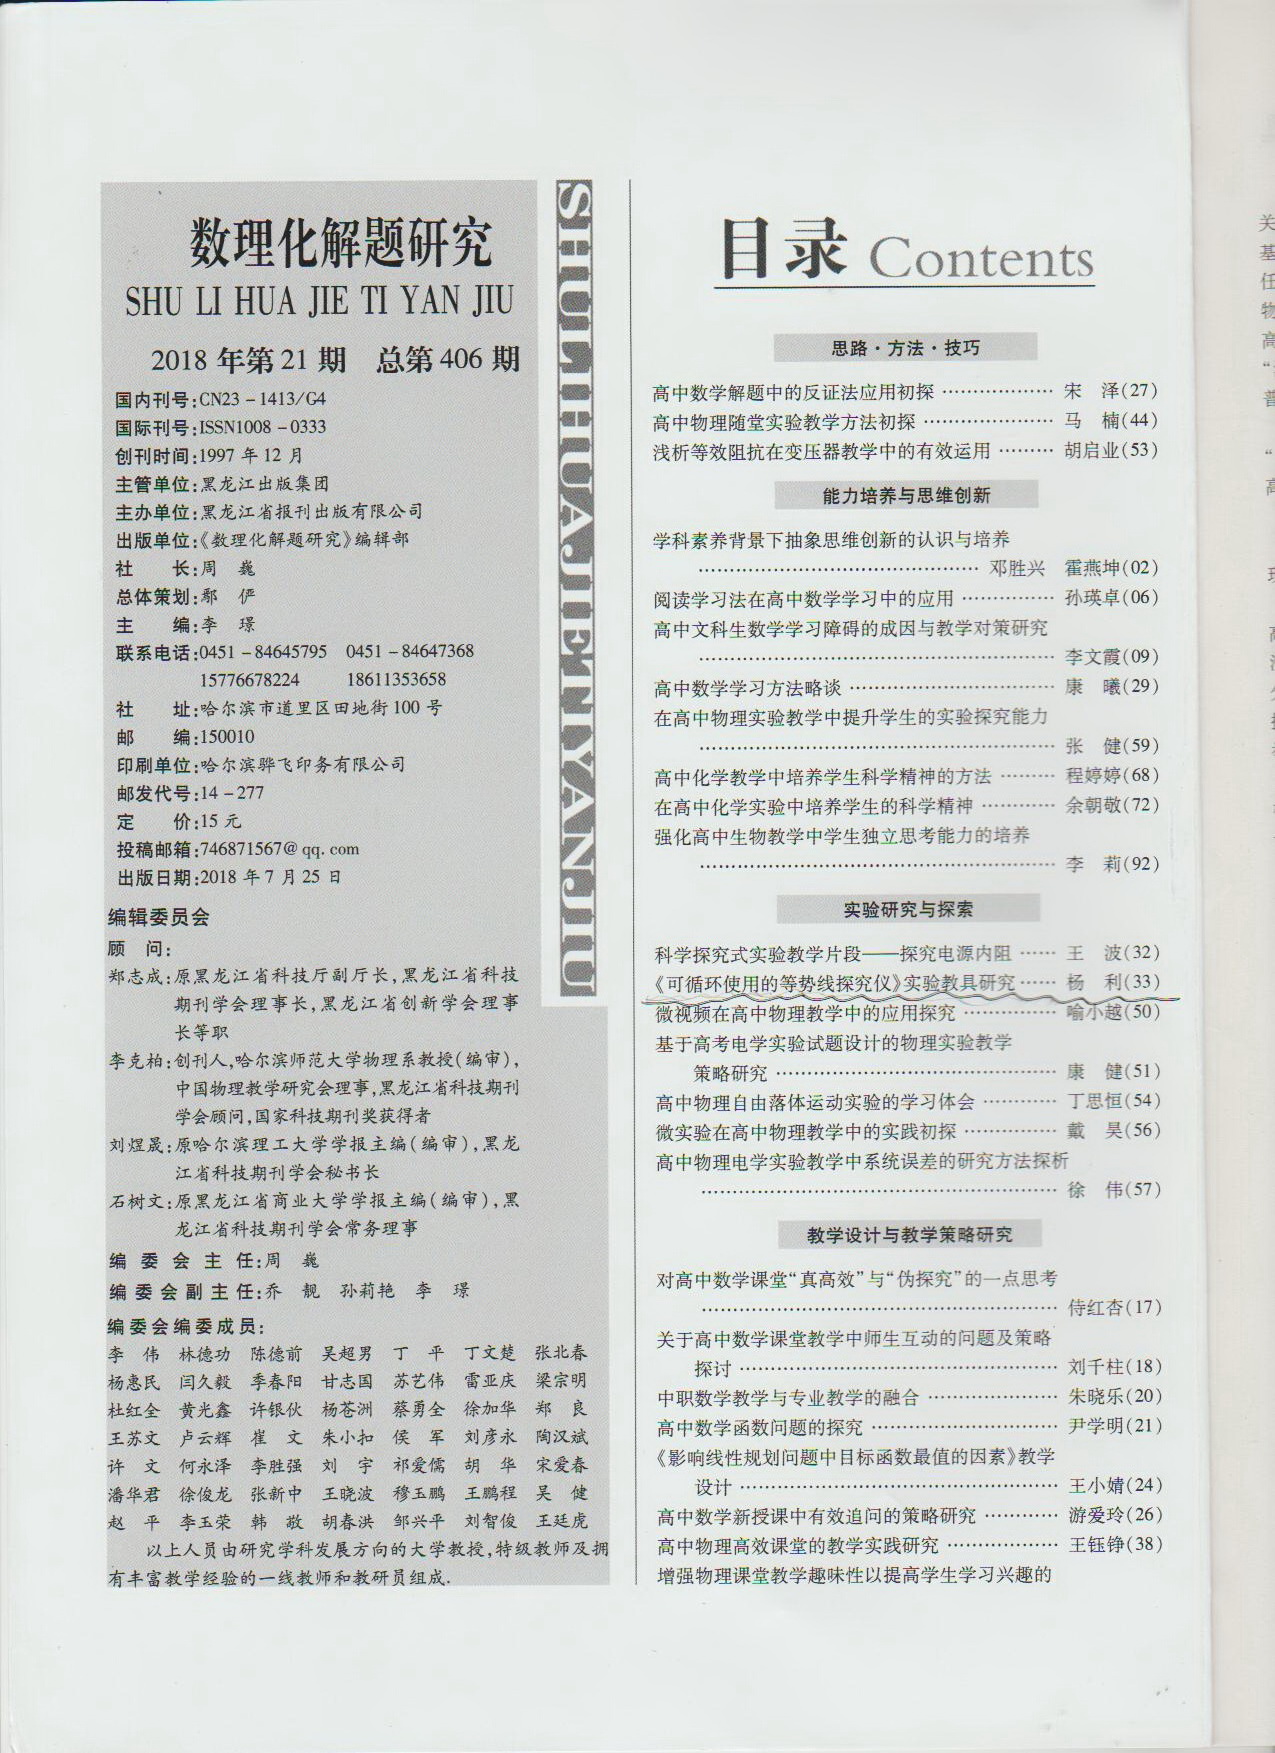 数理化解题研究
SHU LI HUA JIE TI YAN JIU
2018 年第 21 期　总第 406 期
国内刊号:CN23－1413/G4
国际刊号:ISSN1008－0333
创刊时间:1997 年 12 月
主管单位:黑龙江出版集团
主办单位:黑龙江省报刊出版有限公司
出版单位:《数理化解题研究》编辑部
社　　长:周　巍
总体策划:鄢　俨
主　　编:李　璟
联系电话:0451－84645795　0451－84647368
15776678224　18611353658
社　　址:哈尔滨市道里区田地街 100 号
邮　　编:150010
印刷单位:哈尔滨骅飞印务有限公司
邮发代号:14－277
定　　价:15 元
投稿邮箱:746871567@qq.com
出版日期:2018 年 7 月 25 日
编辑委员会
顾　问:
郑志成:原黑龙江省科技厅副厅长,黑龙江省科技
期刊学会理事长,黑龙江省创新学会理事
长等职
李克柏:创刊人,哈尔滨师范大学物理系教授(编审),
中国物理教学研究会理事,黑龙江省科技期刊
学会顾问,国家科技期刊奖获得者
刘煜晟:原哈尔滨理工大学学报主编(编审),黑龙
江省科技期刊学会秘书长
石树文:原黑龙江省商业大学学报主编(编审),黑
龙江省科技期刊学会常务理事
编 委 会 主 任:周　巍
编委会副主任:乔　靓　孙莉艳　李　璟
编委会编委成员:
李　伟　林德功　陈德前　吴超男　丁　平　丁文楚　张北春
杨惠民　闫久毅　季春阳　甘志国　苏艺伟　雷亚庆　梁宗明
杜红全　黄光鑫　许银伙　杨苍洲　蔡勇全　徐加华　郑　良
王苏文　卢云辉　崔　文　朱小扣　侯　军　刘彦永　陶汉斌
许　文　何永泽　李胜强　刘　宇　祁爱儒　胡　华　宋爱春
潘华君　徐俊龙　张新中　王晓波　穆玉鹏　王鹏程　吴　健
赵　平　李玉荣　韩　敬　胡春洪　邹兴平　刘智俊　王廷虎
以上人员由研究学科发展方向的大学教授,特级教师及拥
有丰富教学经验的一线教师和教研员组成.
SHULIHUAJIETIYANJIU
目录 Contents
思路·方法·技巧
高中数学解题中的反证法应用初探 ……………… 宋　泽(27)
高中物理随堂实验教学方法初探 ………………… 马　楠(44)
浅析等效阻抗在变压器教学中的有效运用 ……… 胡启业(53)
能力培养与思维创新
学科素养背景下抽象思维创新的认识与培养
…………………………………… 邓胜兴　霍燕坤(02)
阅读学习法在高中数学学习中的应用 …………… 孙瑛卓(06)
高中文科生数学学习障碍的成因与教学对策研究
……………………………………………… 李文霞(09)
高中数学学习方法略谈 …………………………… 康　曦(29)
在高中物理实验教学中提升学生的实验探究能力
……………………………………………… 张　健(59)
高中化学教学中培养学生科学精神的方法 ……… 程婷婷(68)
在高中化学实验中培养学生的科学精神 ………… 余朝敬(72)
强化高中生物教学中学生独立思考能力的培养
……………………………………………… 李　莉(92)
实验研究与探索
科学探究式实验教学片段——探究电源内阻 …… 王　波(32)
《可循环使用的等势线探究仪》实验教具研究 …… 杨　利(33)
微视频在高中物理教学中的应用探究 …………… 喻小越(50)
基于高考电学实验试题设计的物理实验教学
策略研究 …………………………………… 康　健(51)
高中物理自由落体运动实验的学习体会 ………… 丁思恒(54)
微实验在高中物理教学中的实践初探 …………… 戴　昊(56)
高中物理电学实验教学中系统误差的研究方法探析
……………………………………………… 徐　伟(57)
教学设计与教学策略研究
对高中数学课堂“真高效”与“伪探究”的一点思考
……………………………………………… 侍红杏(17)
关于高中数学课堂教学中师生互动的问题及策略
探讨 ………………………………………… 刘千柱(18)
中职数学教学与专业教学的融合 ………………… 朱晓乐(20)
高中数学函数问题的探究 ………………………… 尹学明(21)
《影响线性规划问题中目标函数最值的因素》教学
设计 ………………………………………… 王小婧(24)
高中数学新授课中有效追问的策略研究 ………… 游爱玲(26)
高中物理高效课堂的教学实践研究 ……………… 王钰铮(38)
增强物理课堂教学趣味性以提高学生学习兴趣的